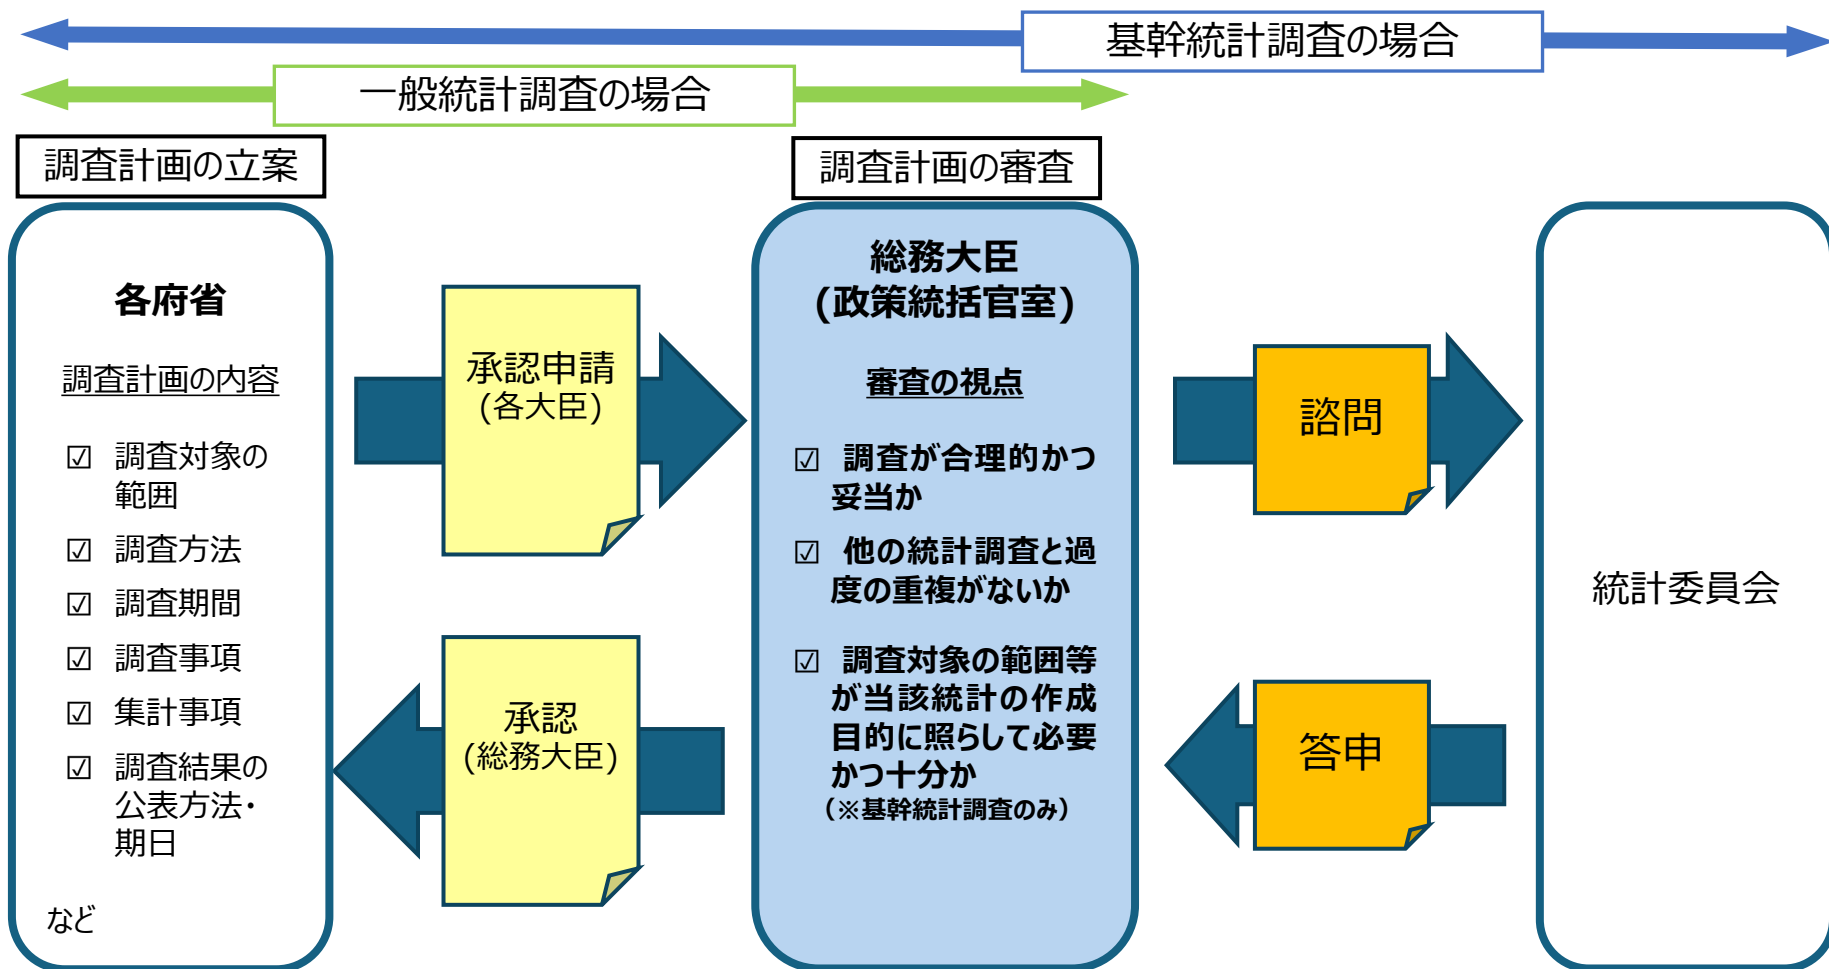 基幹統計調査の場合
一般統計調査の場合
調査計画の立案
調査計画の審査
各府省
調査計画の内容
☑ 調査対象の
範囲
☑ 調査方法
☑ 調査期間
☑ 調査事項
☑ 集計事項
☑ 調査結果の
公表方法・
期日
など
承認申請
(各大臣)
承認
(総務大臣)
総務大臣
(政策統括官室)
審査の視点
☑ 調査が合理的かつ
妥当か
☑ 他の統計調査と過
度の重複がないか
☑ 調査対象の範囲等
が当該統計の作成
目的に照らして必要
かつ十分か
（※基幹統計調査のみ）
諮問
答申
統計委員会